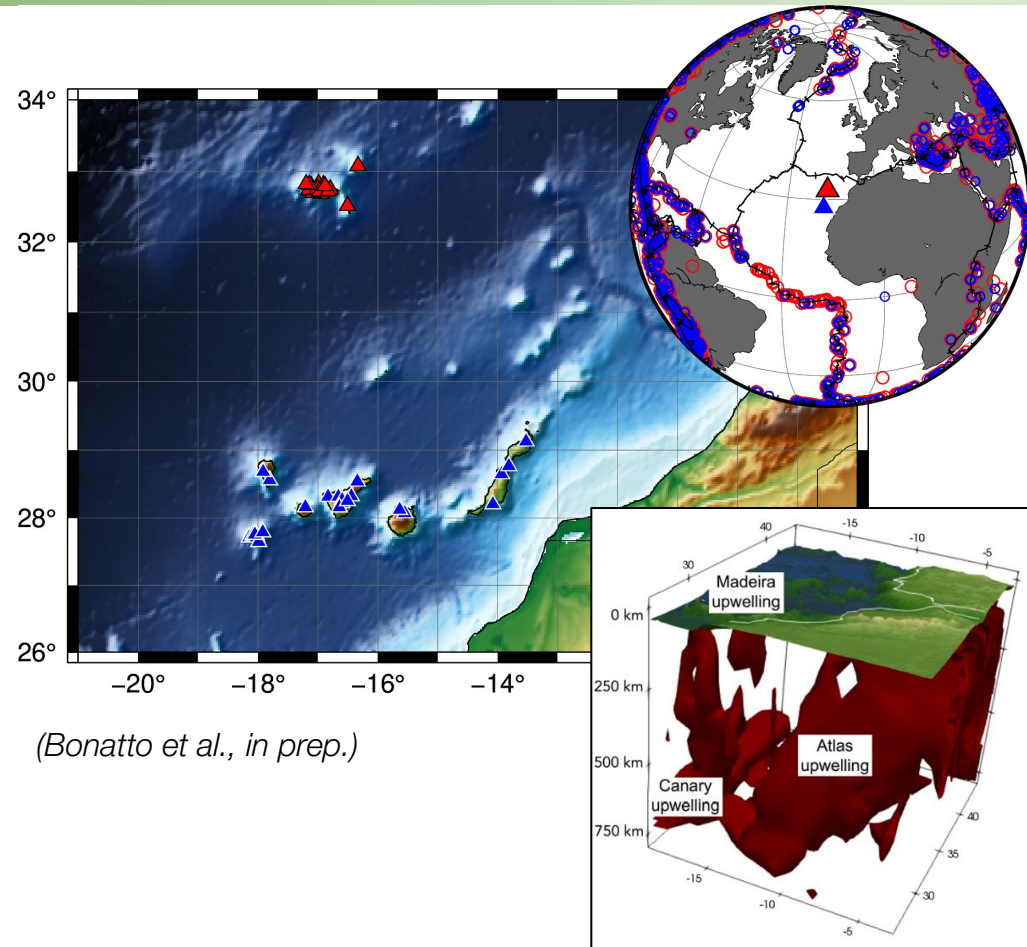 34°
32°
30°
28°
26°
−20°
−18°
−16°
−14°
(Bonatto et al., in prep.)
40
-15
-10
-5
30
Madeira
upwelling
0 km
250 km
500 km
750 km
Atlas
upwelling
Canary
upwelling
40
35
30
-15
-10
-5